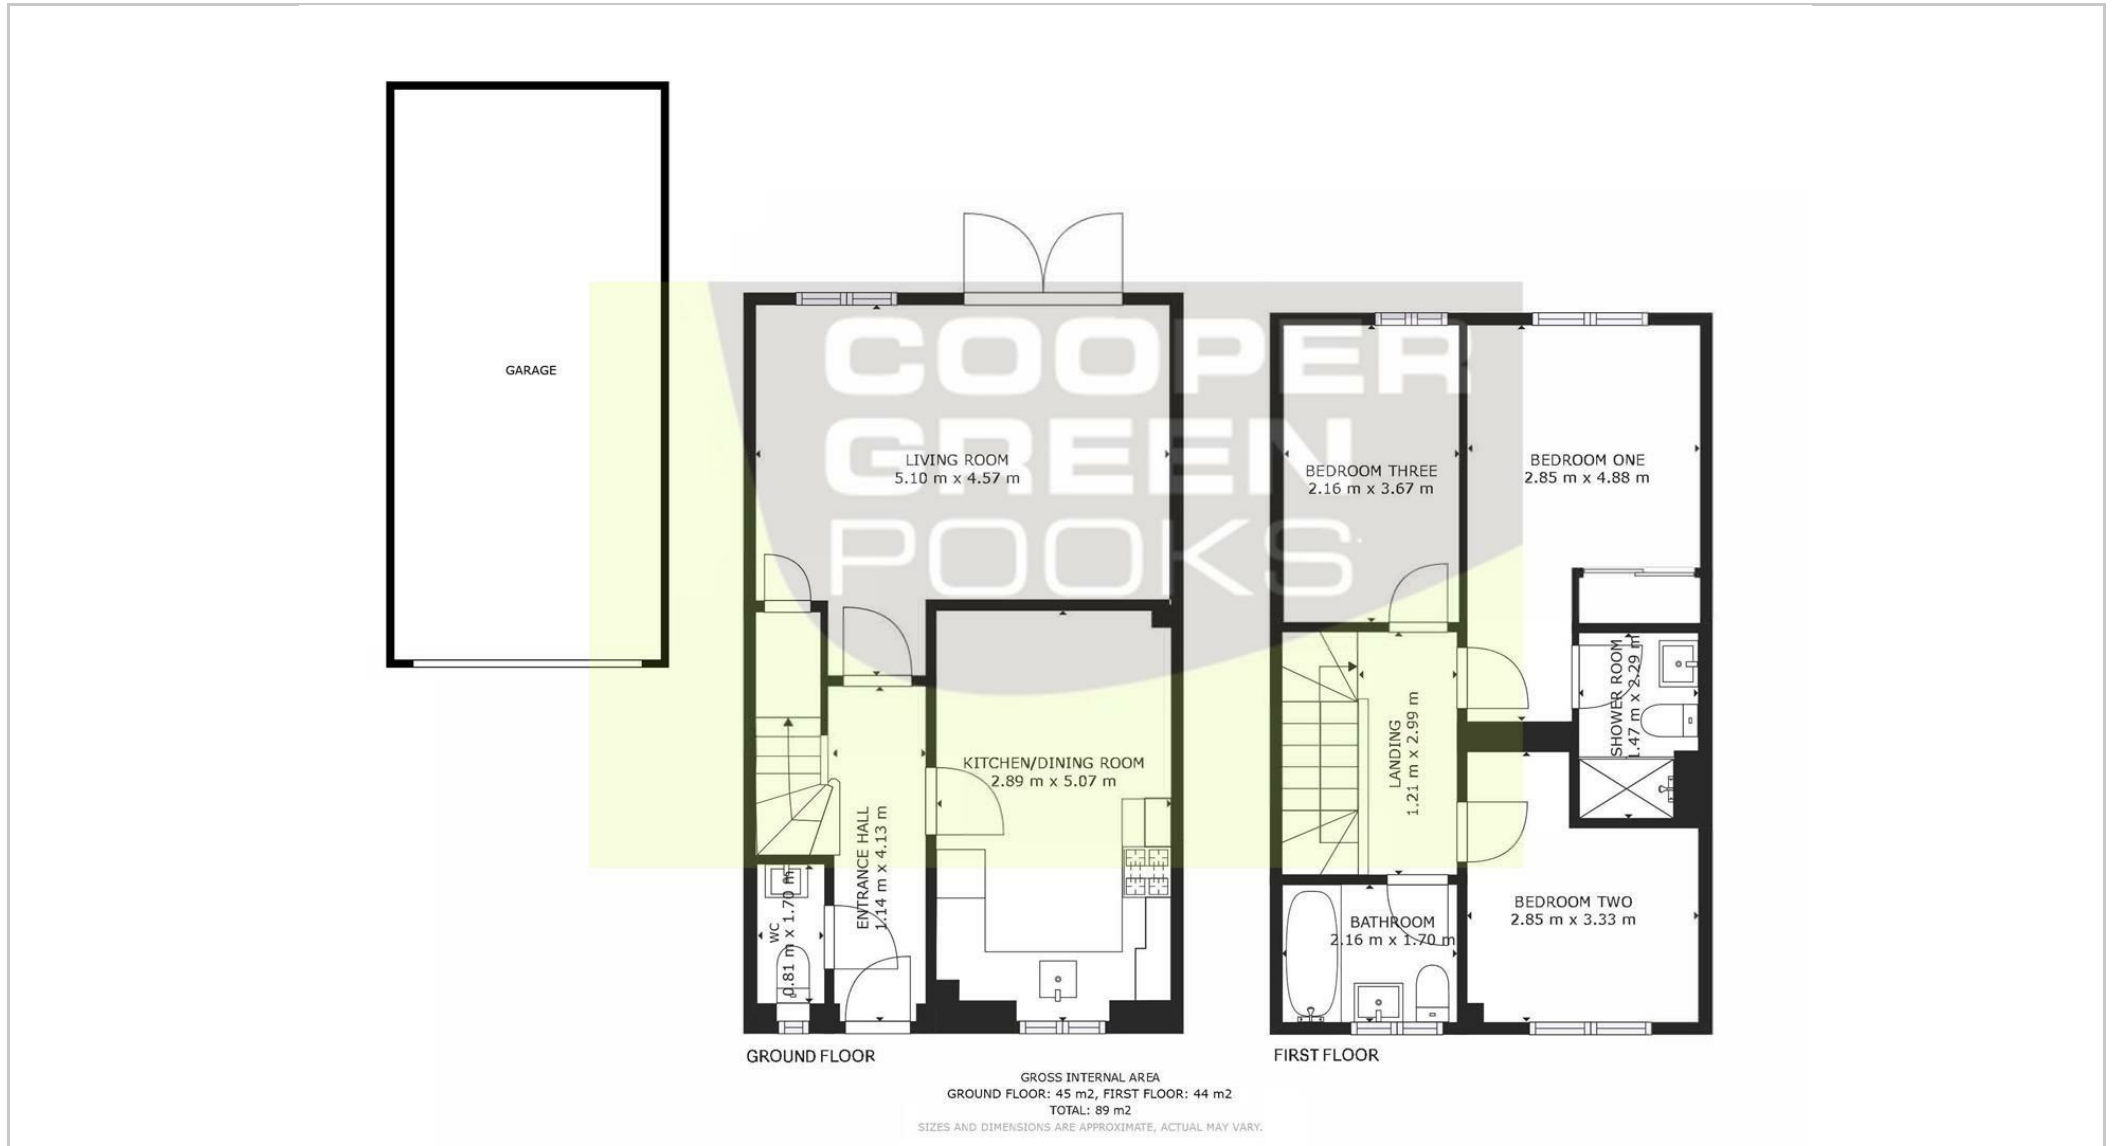 GARAGE
COOPER
GREEN
POOKS
LIVING ROOM
5.10 m x 4.57 m
KITCHEN/DINING ROOM
2.89 m x 5.07 m
ENTRANCE HALL
1.14 m x 4.13 m
WC
0.81 m x 1.70 m
GROUND FLOOR
BEDROOM THREE
2.16 m x 3.67 m
BEDROOM ONE
2.85 m x 4.88 m
SHOWER ROOM
1.47 m x 2.29 m
LANDING
1.21 m x 2.99 m
BEDROOM TWO
2.85 m x 3.33 m
BATHROOM
2.16 m x 1.70 m
FIRST FLOOR
GROSS INTERNAL AREA
GROUND FLOOR: 45 m2, FIRST FLOOR: 44 m2
TOTAL: 89 m2
SIZES AND DIMENSIONS ARE APPROXIMATE, ACTUAL MAY VARY.